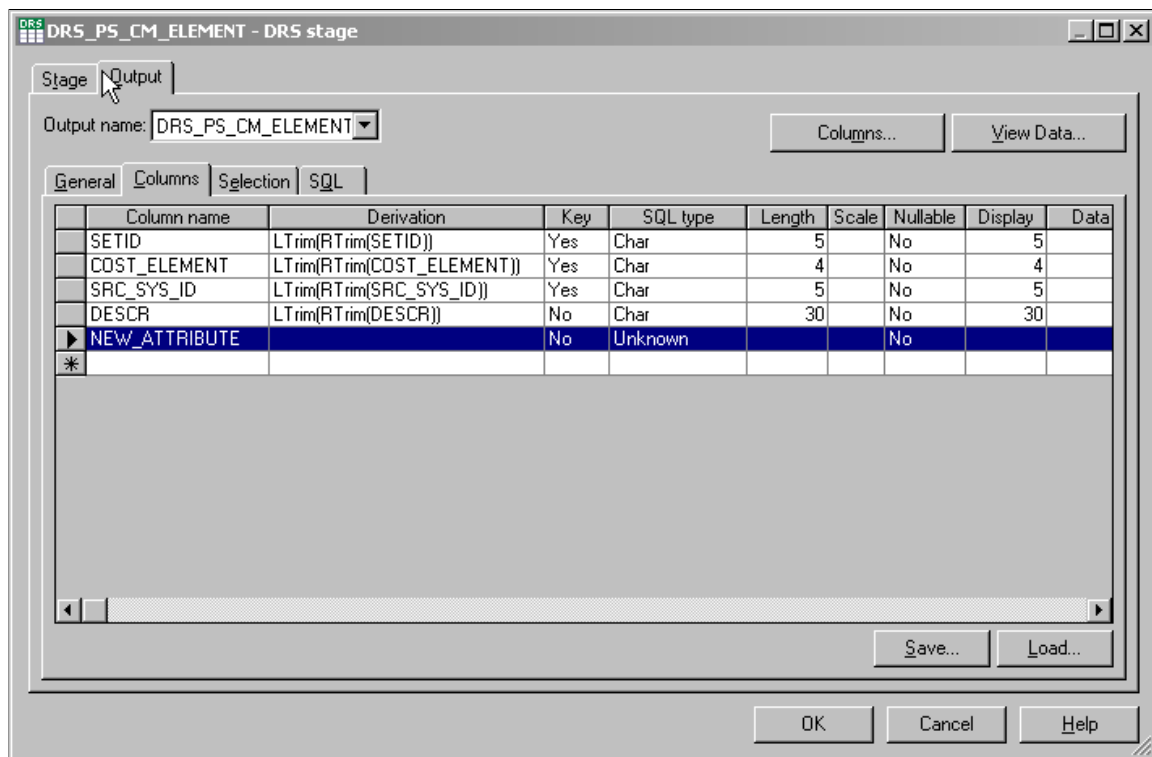 DRS DRS_PS_CM_ELEMENT - DRS stage
Stage Output
Output name: DRS_PS_CM_ELEMENT Columns... View Data...
General Columns Selection SQL
Column name Derivation Key SQL type Length Scale Nullable Display Data
SETID LTrim(RTrim(SETID)) Yes Char 5 No 5
COST_ELEMENT LTrim(RTrim(COST_ELEMENT)) Yes Char 4 No 4
SRC_SYS_ID LTrim(RTrim(SRC_SYS_ID)) Yes Char 5 No 5
DESCR LTrim(RTrim(DESCR)) No Char 30 No 30
NEW_ATTRIBUTE No Unknown No
Save... Load...
OK Cancel Help